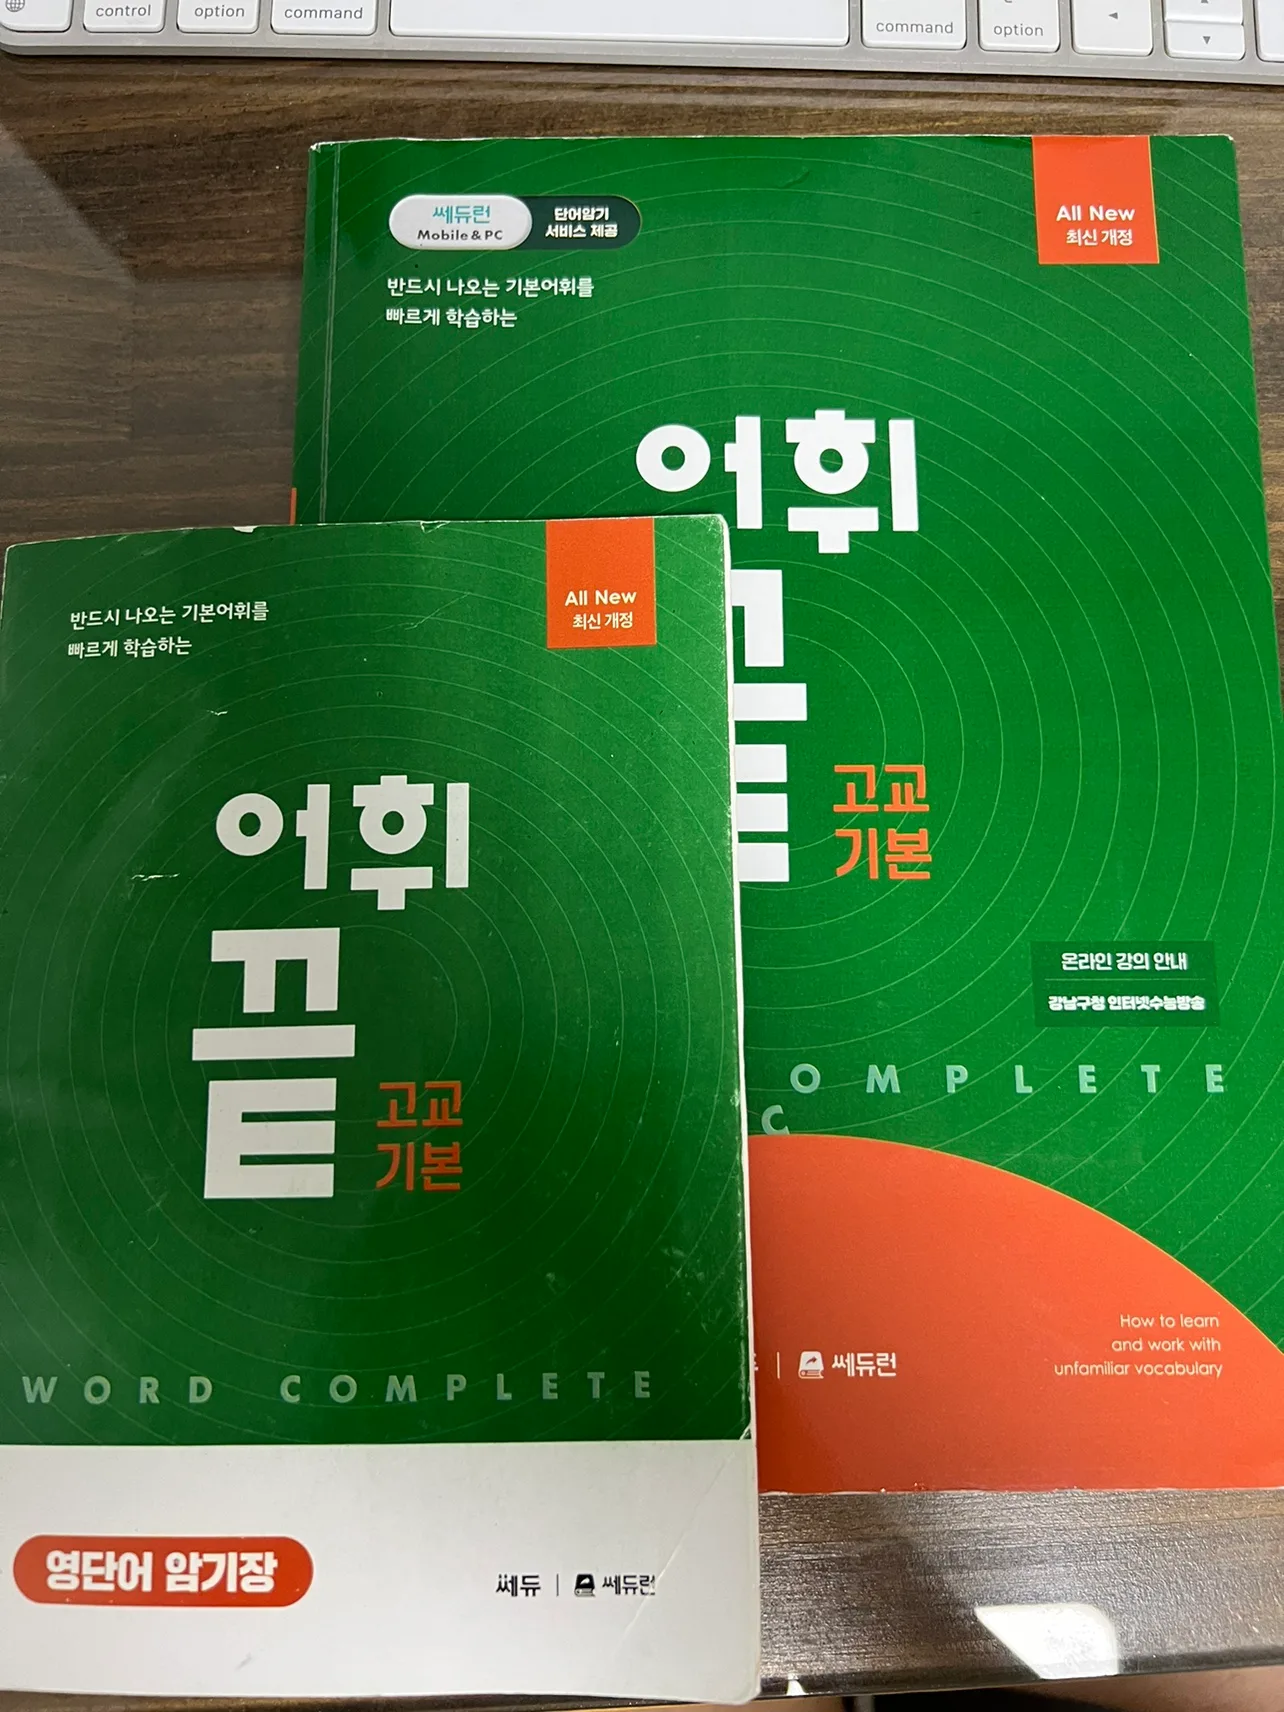 control
option
command
command
option
쎄듀런
Mobile & PC
단어암기
서비스 제공
All New
최신 개정
반드시 나오는 기본어휘를
빠르게 학습하는
어휘
고교
기본
온라인 강의 안내
강남구청 인터넷수능방송
COMPLETE
How to learn
and work with
unfamiliar vocabulary
쎄듀런
반드시 나오는 기본어휘를
빠르게 학습하는
All New
최신 개정
어휘
끝
고교
기본
WORD COMPLETE
영단어 암기장
쎄듀 | 쎄듀런